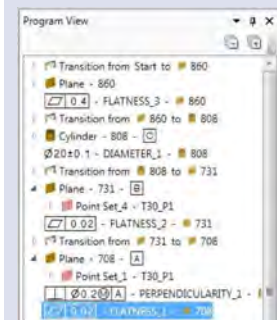 Program View
Transition from Start to 860
Plane - 860
0.4 - FLATNESS_3 - 860
Transition from 860 to 808
Cylinder - 808 - C
Ø20±0.1 - DIAMETER_1 - 808
Transition from 808 to 731
Plane - 731 - B
Point Set_4 - T30_P1
0.02 - FLATNESS_2 - 731
Transition from 731 to 708
Plane - 708 - A
Point Set_1 - T30_P1
Ø0.2 Ⓜ A - PERPENDICULARITY_1 -
0.02 - FLATNESS_1 - 708